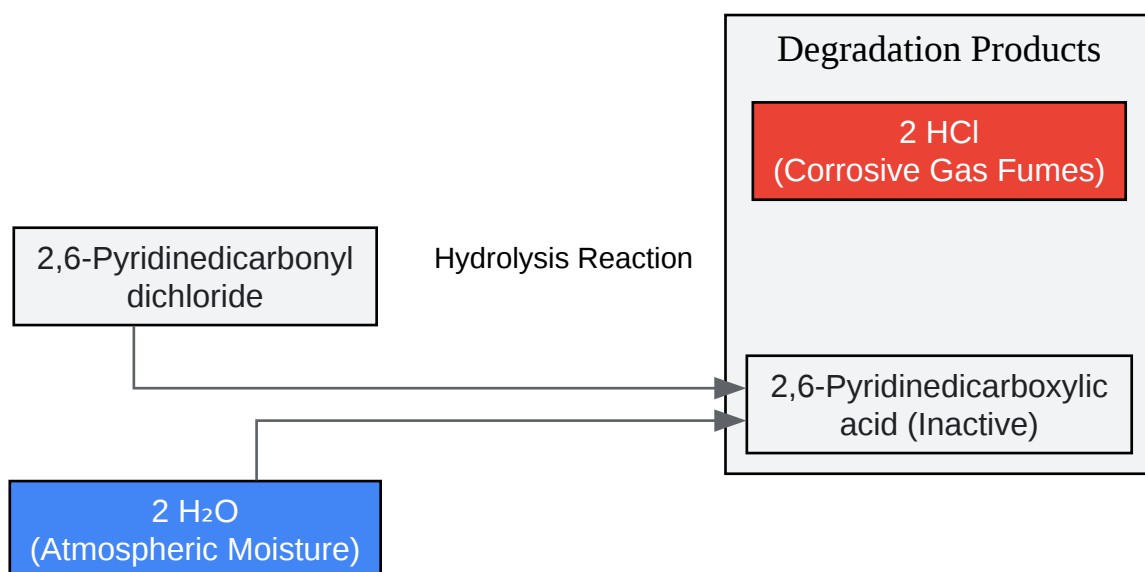 Degradation Products
2 HCl
(Corrosive Gas Fumes)
2,6-Pyridinedicarbonyl
dichloride
Hydrolysis Reaction
2,6-Pyridinedicarboxylic
acid (Inactive)
2 H₂O
(Atmospheric Moisture)